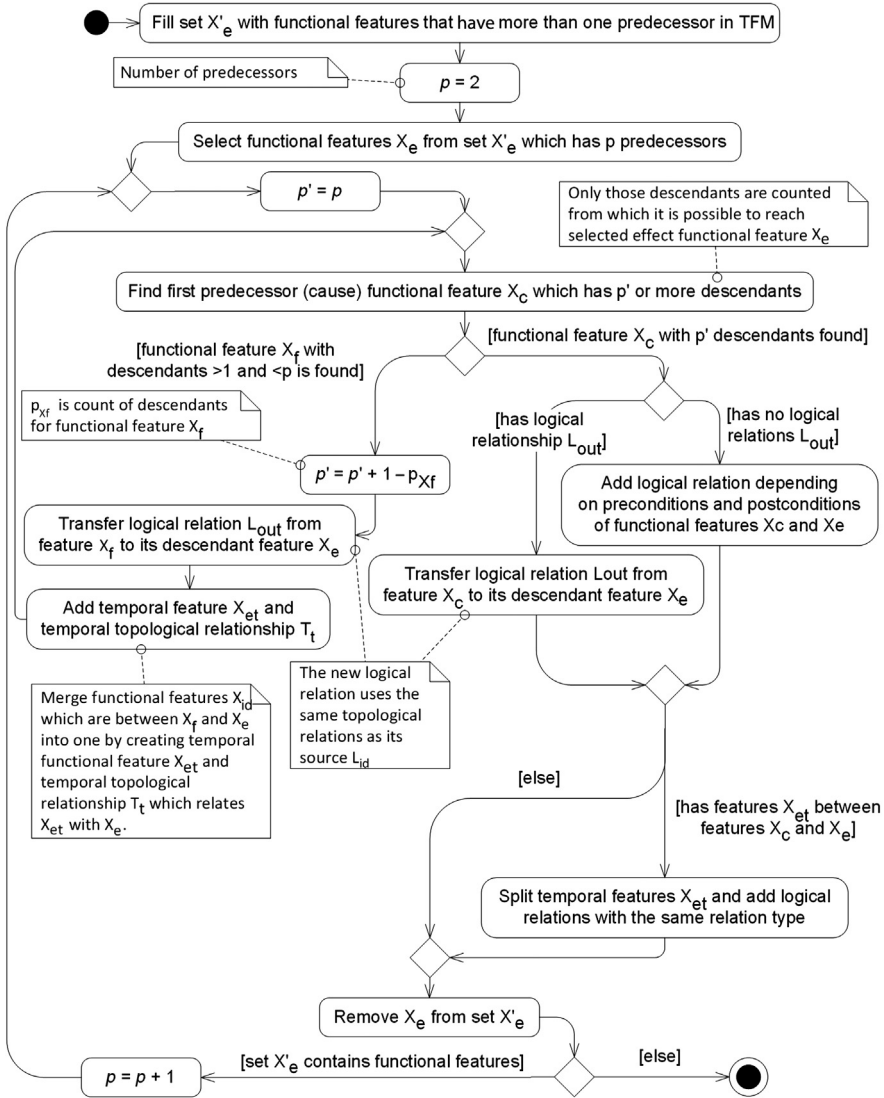 Fill set X'e with functional features that have more than one predecessor in TFM
Number of predecessors
p = 2
Select functional features Xe from set X'e which has p predecessors
p' = p
Only those descendants are counted
from which it is possible to reach
selected effect functional feature Xe
Find first predecessor (cause) functional feature Xc which has p' or more descendants
[functional feature Xf with
descendants >1 and <p is found]
[functional feature Xc with p' descendants found]
pXf is count of descendants
for functional feature Xf
[has logical
relationship Lout]
[has no logical
relations Lout]
p' = p' + 1 – pXf
Add logical relation depending
on preconditions and postconditions
of functional features Xc and Xe
Transfer logical relation Lout from
feature xf to its descendant feature Xe
Transfer logical relation Lout from
feature Xc to its descendant feature Xe
Add temporal feature Xet and
temporal topological relationship Tt
The new logical
relation uses the
same topological
relations as its
source Lid
Merge functional features Xid
which are between Xf and Xe
into one by creating temporal
functional feature Xet and
temporal topological
relationship Tt which relates
Xet with Xe.
[else]
[has features Xet between
features Xc and Xe]
Split temporal features Xet and add logical
relations with the same relation type
Remove Xe from set X'e
[set X'e contains functional features]
[else]
p = p + 1